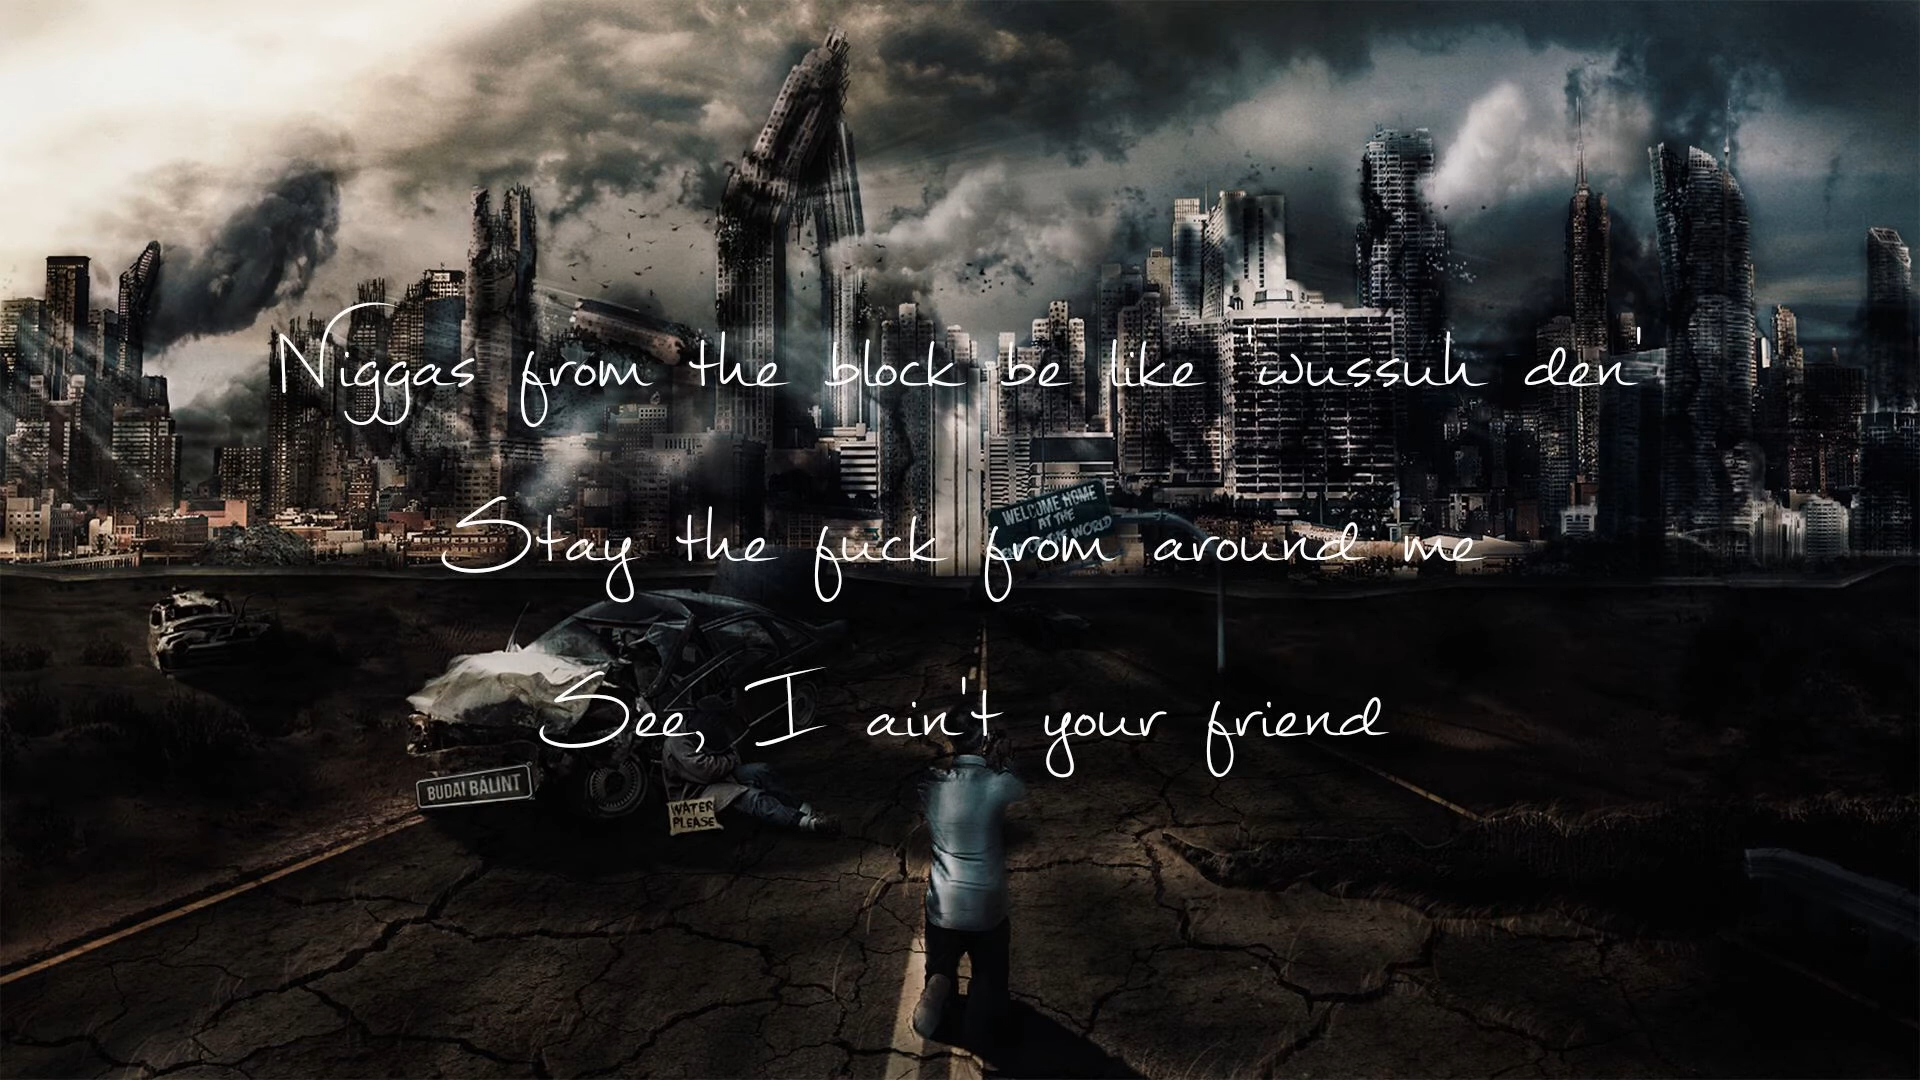 Niggas from the block be like 'wussuh den'
Stay the fuck from around me
See, I ain't your friend
WELCOME HOME
AT THE
WORLD
BUDAI BÁLINT
WATER
PLEASE